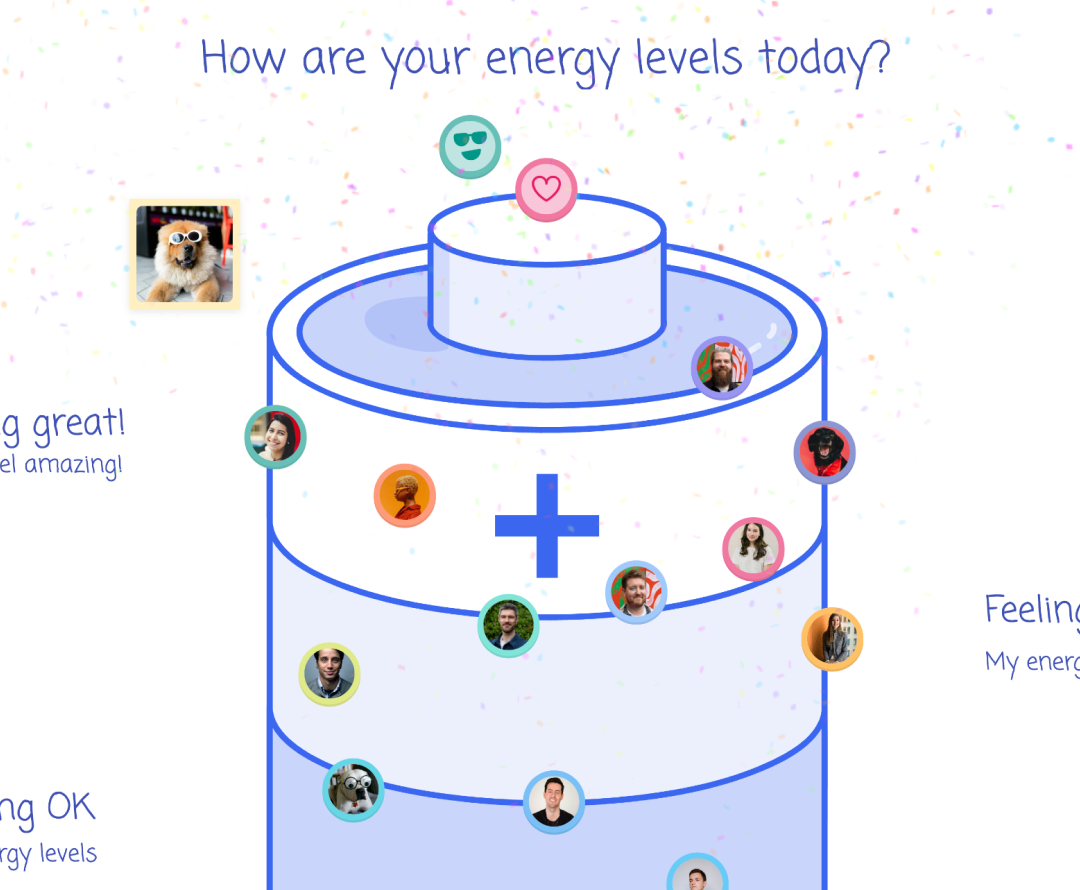 How are your energy levels today?
g great!
el amazing!
Feeling
My energ
ng OK
rgy levels